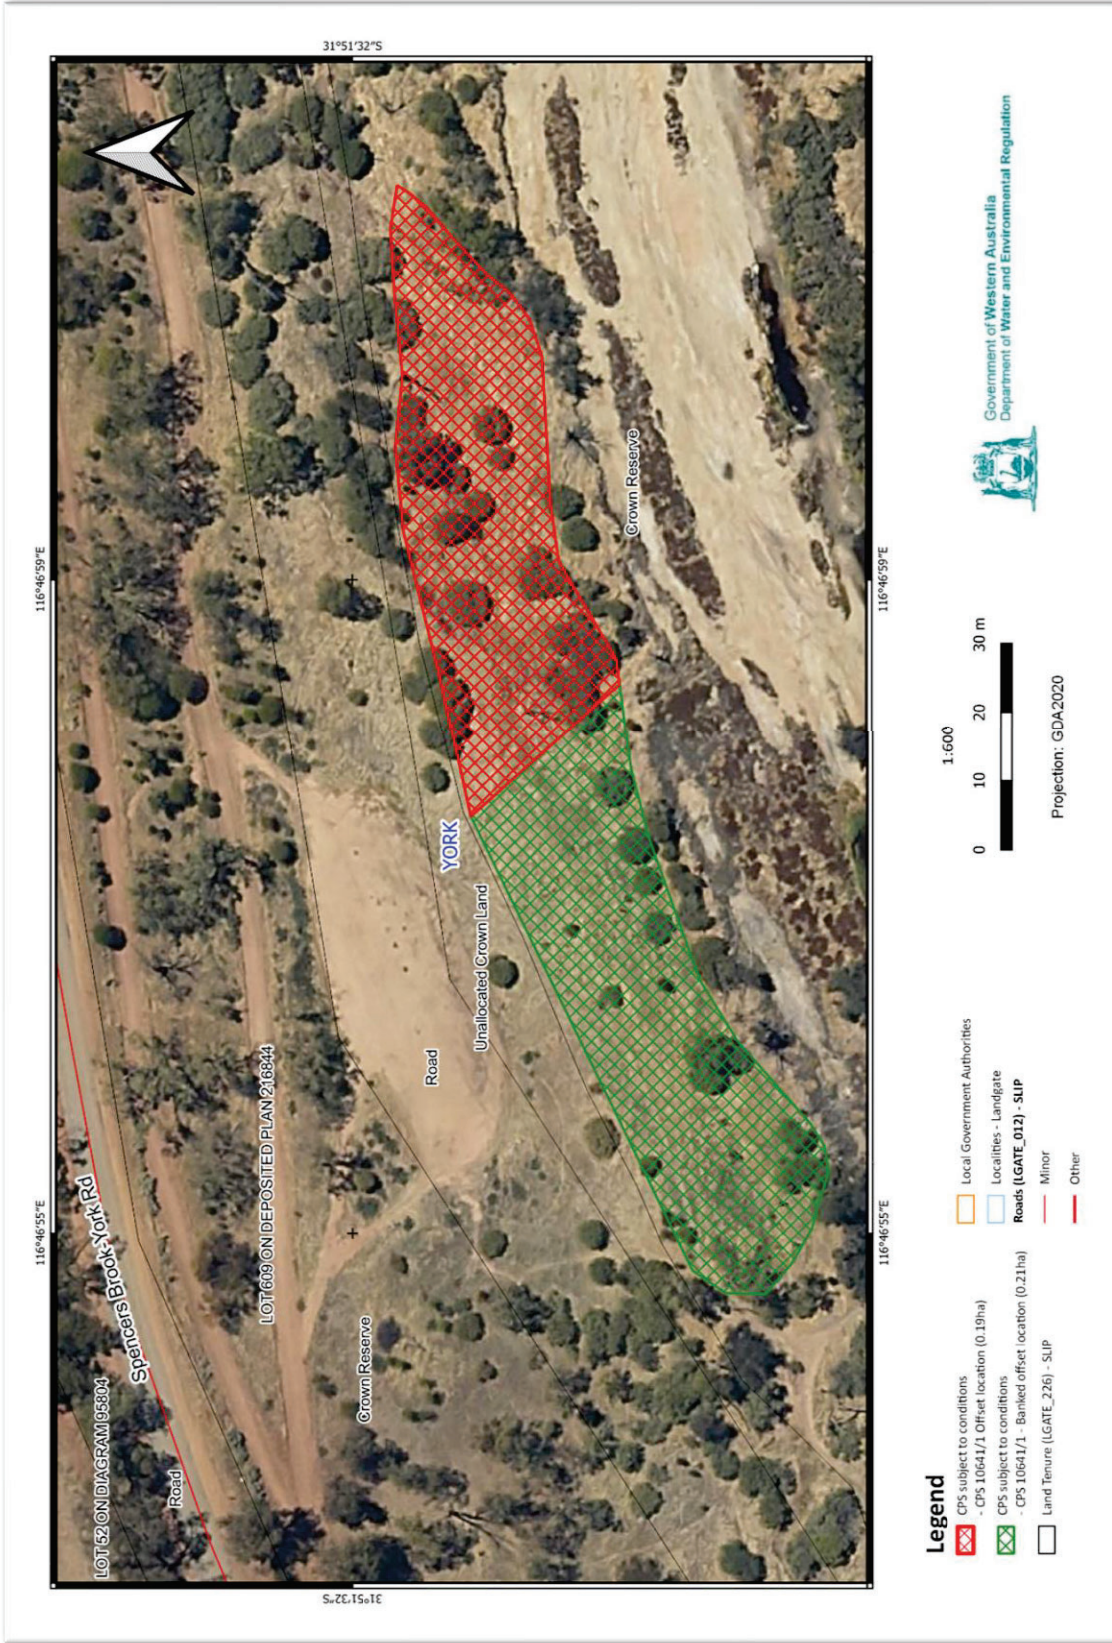 116°46'55"E
116°46'59"E
31°51'32"S
31°51'32"S
LOT 52 ON DIAGRAM 95804
Spencers Brook-York Rd
Road
LOT 609 ON DEPOSITED PLAN 216844
Crown Reserve
Road
YORK
Unallocated Crown Land
Crown Reserve
116°46'55"E
116°46'59"E
Legend
CPS subject to conditions
- CPS 10641/1 Offset location (0.19ha)
CPS subject to conditions
- CPS 10641/1 - Banked offset location (0.21ha)
Land Tenure (LGATE_226) - SLIP
Local Government Authorities
Localities - Landgate
Roads (LGATE_012) - SLIP
Minor
Other
1:600
0 10 20 30 m
Projection: GDA2020
Government of Western Australia
Department of Water and Environmental Regulation